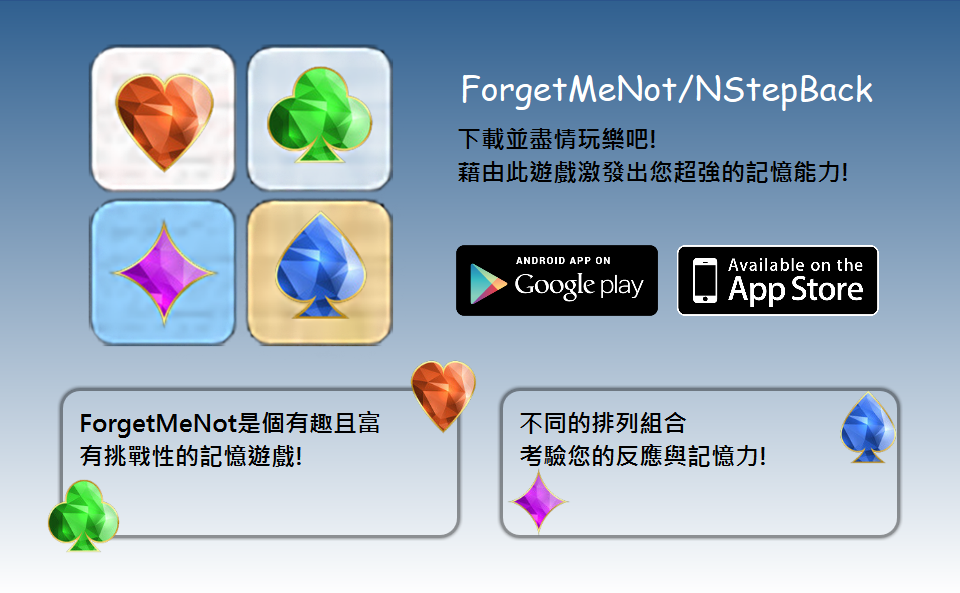 ForgetMeNot/NStepBack
下載並盡情玩樂吧!
藉由此遊戲激發出您超強的記憶能力!
ANDROID APP ON
Google play
Available on the
App Store
ForgetMeNot是個有趣且富
有挑戰性的記憶遊戲!
不同的排列組合
考驗您的反應與記憶力!